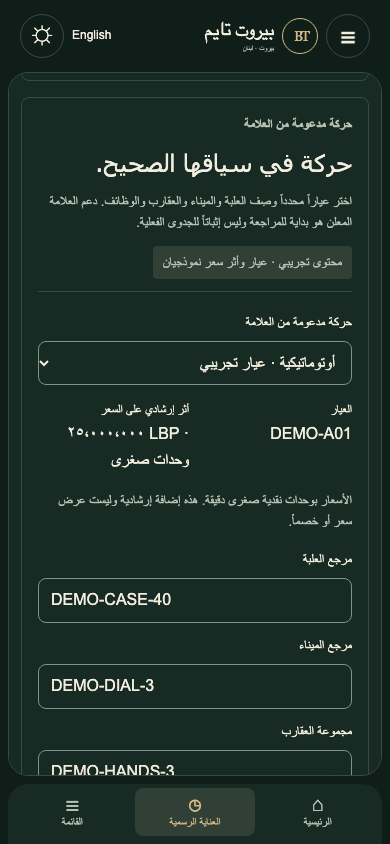 BT
بيروت تايم
بيروت · لبنان
English
حركة مدعومة من العلامة
حركة في سياقها الصحيح.
اختر عياراً محدداً وصف العلبة والميناء والعقارب والوظائف. دعم العلامة
المعلن هو بداية للمراجعة وليس إثباتاً للجدوى الفعلية.
محتوى تجريبي · عيار وأثر سعر نموذجيان
حركة مدعومة من العلامة
أوتوماتيكية · عيار تجريبي
العيار
DEMO-A01
أثر إرشادي على السعر
٢٥٬٠٠٠٬٠٠٠ LBP ·
وحدات صغرى
الأسعار بوحدات نقدية صغرى دقيقة. هذه إضافة إرشادية وليست عرض
سعر أو خصماً.
مرجع العلبة
DEMO-CASE-40
مرجع الميناء
DEMO-DIAL-3
مجموعة العقارب
DEMO-HANDS-3
الرئيسية
العناية الرسمية
القائمة